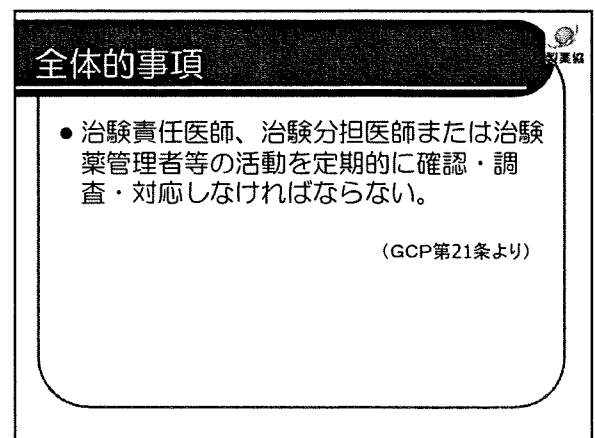 全体的事項
製薬協
● 治験責任医師、治験分担医師または治験
薬管理者等の活動を定期的に確認・調
査・対応しなければならない。
（GCP第21条より）